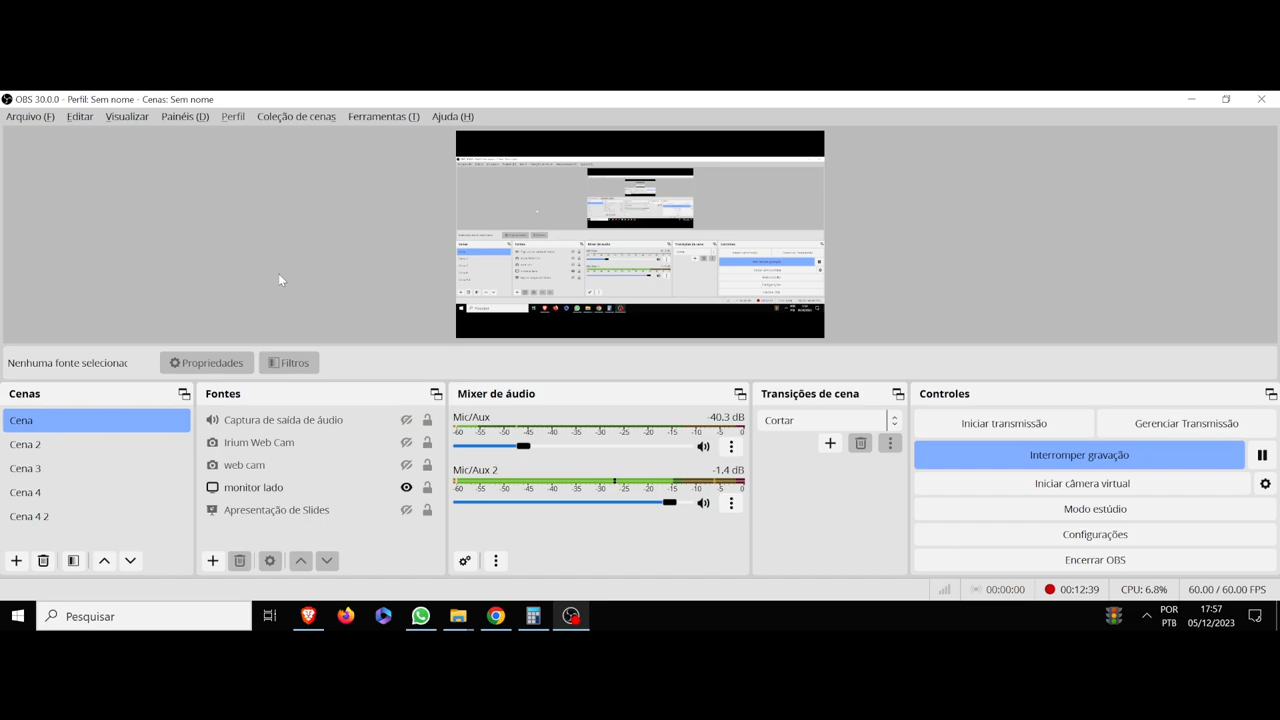 OBS 30.0.0 - Perfil: Sem nome - Cenas: Sem nome
Arquivo (F) Editar Visualizar Painéis (D) Perfil Coleção de cenas Ferramentas (T) Ajuda (H)
Nenhuma fonte selecionac Propriedades Filtros
Cenas
Cena
Cena 2
Cena 3
Cena 4
Cena 4 2
Fontes
Captura de saída de áudio
Irium Web Cam
web cam
monitor lado
Apresentação de Slides
Mixer de áudio
Mic/Aux -40.3 dB
-60 -55 -50 -45 -40 -35 -30 -25 -20 -15 -10 -5 0
Mic/Aux 2 -1.4 dB
-60 -55 -50 -45 -40 -35 -30 -25 -20 -15 -10 -5 0
Transições de cena
Cortar
Controles
Iniciar transmissão Gerenciar Transmissão
Interromper gravação
Iniciar câmera virtual
Modo estúdio
Configurações
Encerrar OBS
00:00:00 00:12:39 CPU: 6.8% 60.00 / 60.00 FPS
Pesquisar
POR
PTB
17:57
05/12/2023